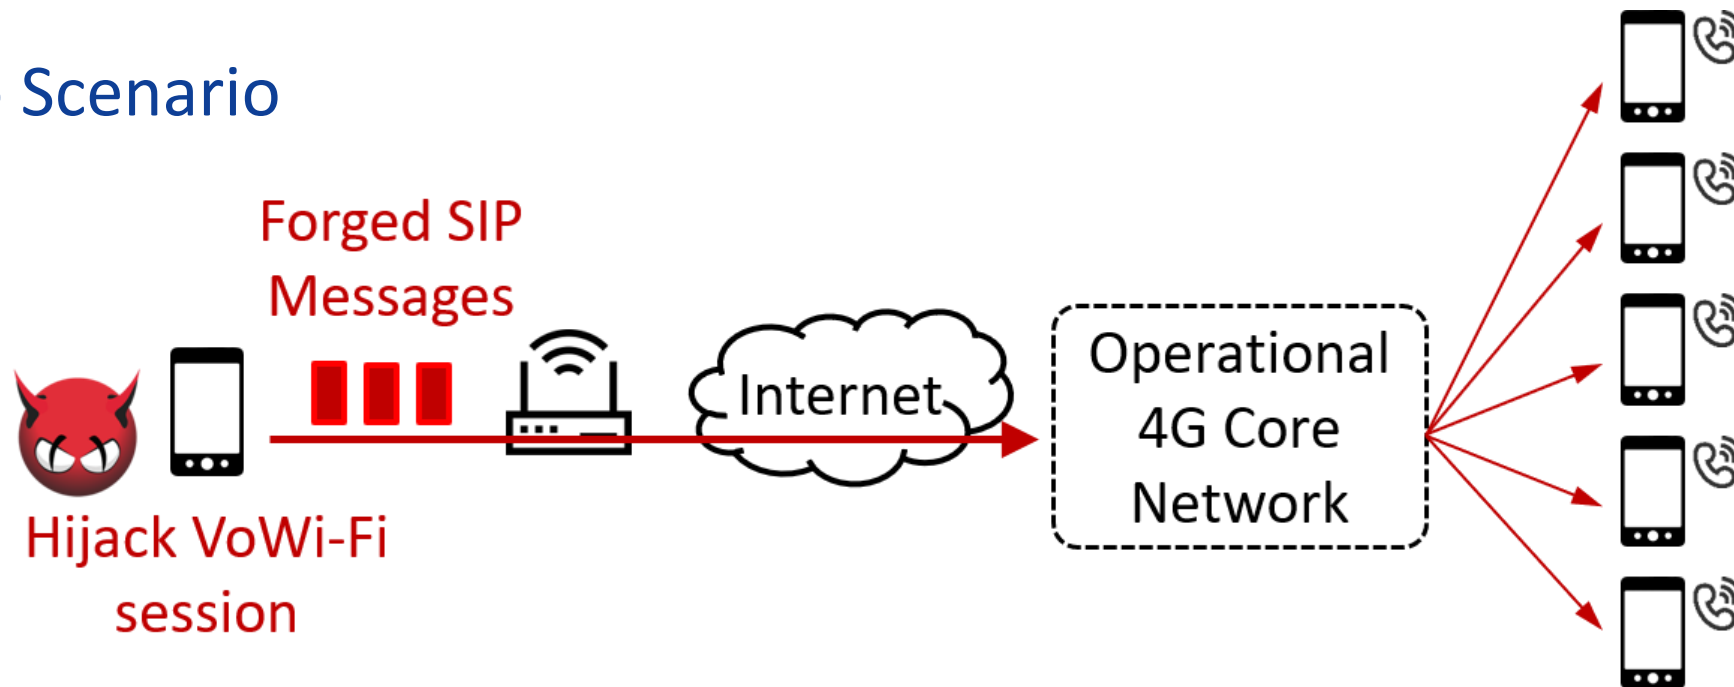 Scenario
Forged SIP
Messages
Internet
Operational
4G Core
Network
Hijack VoWi-Fi
session